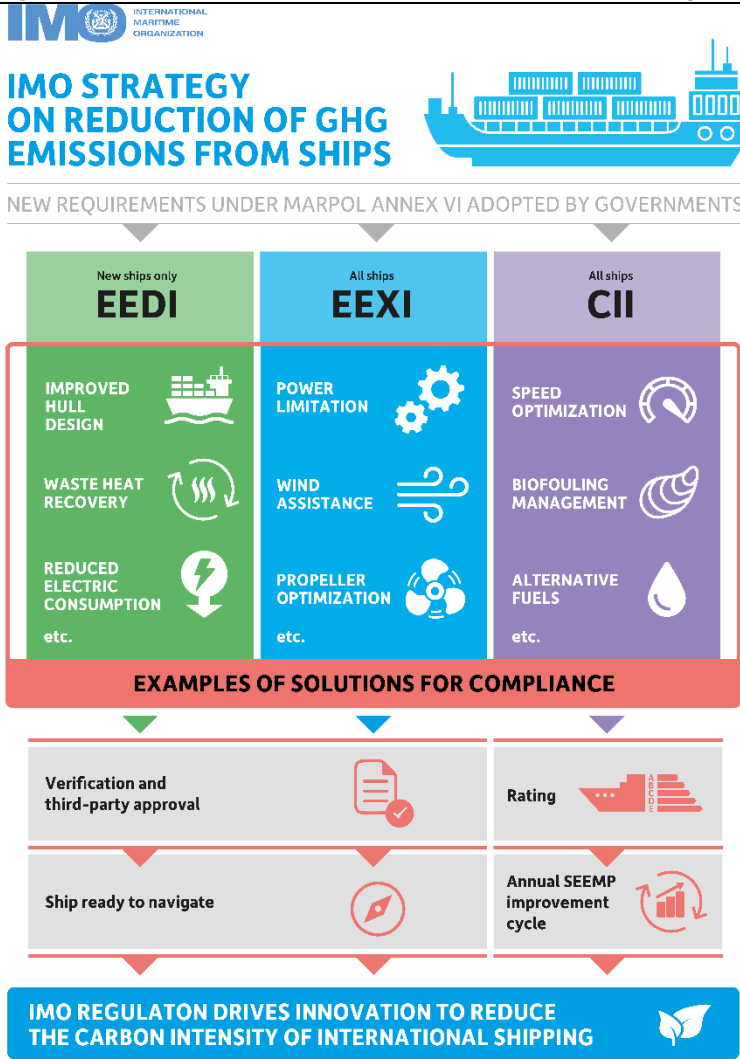 IMO
INTERNATIONAL
MARITIME
ORGANIZATION
IMO STRATEGY
ON REDUCTION OF GHG
EMISSIONS FROM SHIPS
NEW REQUIREMENTS UNDER MARPOL ANNEX VI ADOPTED BY GOVERNMENTS
New ships only
EEDI
IMPROVED
HULL
DESIGN
WASTE HEAT
RECOVERY
REDUCED
ELECTRIC
CONSUMPTION
etc.
All ships
EEXI
POWER
LIMITATION
WIND
ASSISTANCE
PROPELLER
OPTIMIZATION
etc.
All ships
CII
SPEED
OPTIMIZATION
BIOFOULING
MANAGEMENT
ALTERNATIVE
FUELS
etc.
EXAMPLES OF SOLUTIONS FOR COMPLIANCE
Verification and
third-party approval
Ship ready to navigate
Rating
A
B
C
D
E
Annual SEEMP
improvement
cycle
IMO REGULATON DRIVES INNOVATION TO REDUCE
THE CARBON INTENSITY OF INTERNATIONAL SHIPPING